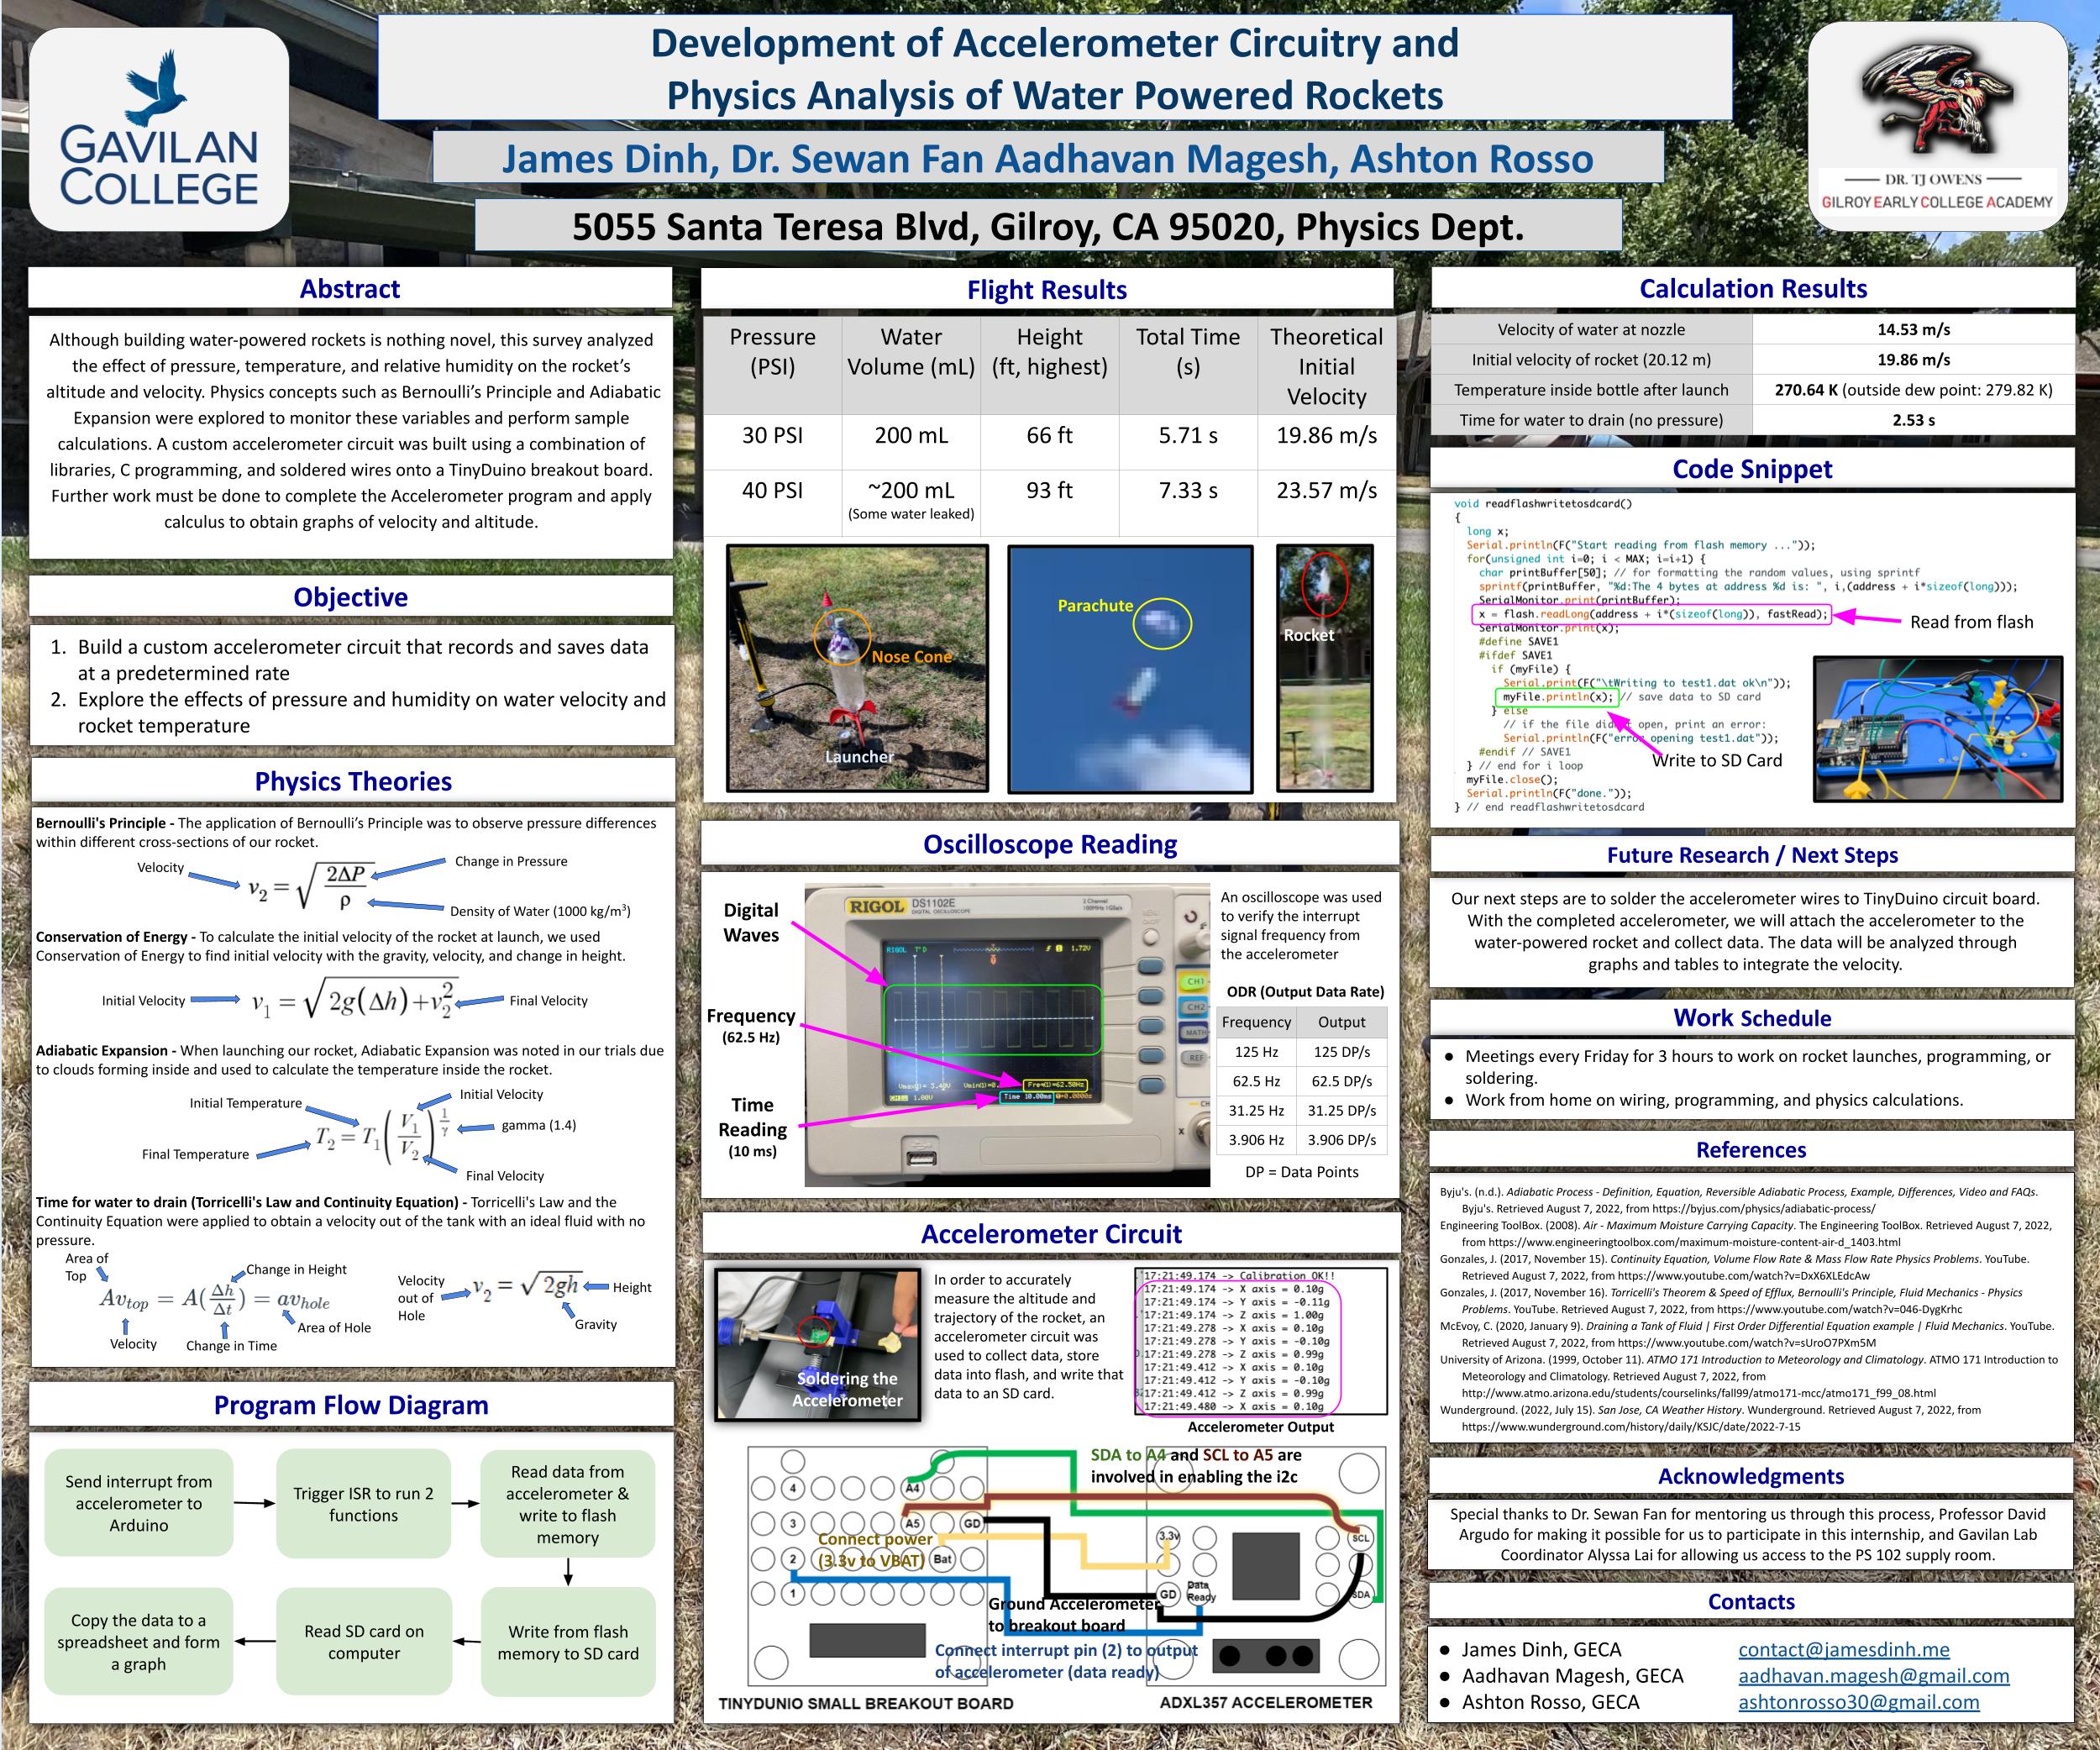 GAVILAN
COLLEGE
Development of Accelerometer Circuitry and
Physics Analysis of Water Powered Rockets
James Dinh, Dr. Sewan Fan Aadhavan Magesh, Ashton Rosso
5055 Santa Teresa Blvd, Gilroy, CA 95020, Physics Dept.
DR. TJ OWENS
GILROY EARLY COLLEGE ACADEMY
Abstract
Although building water-powered rockets is nothing novel, this survey analyzed
the effect of pressure, temperature, and relative humidity on the rocket's
altitude and velocity. Physics concepts such as Bernoulli's Principle and Adiabatic
Expansion were explored to monitor these variables and perform sample
calculations. A custom accelerometer circuit was built using a combination of
libraries, C programming, and soldered wires onto a TinyDuino breakout board.
Further work must be done to complete the Accelerometer program and apply
calculus to obtain graphs of velocity and altitude.
Objective
1. Build a custom accelerometer circuit that records and saves data
at a predetermined rate
2. Explore the effects of pressure and humidity on water velocity and
rocket temperature
Physics Theories
Bernoulli's Principle - The application of Bernoulli's Principle was to observe pressure differences
within different cross-sections of our rocket.
Velocity
Change in Pressure
v₂ = √(2ΔP/ρ)
Density of Water (1000 kg/m³)
Conservation of Energy - To calculate the initial velocity of the rocket at launch, we used
Conservation of Energy to find initial velocity with the gravity, velocity, and change in height.
Initial Velocity
v₁ = √(2g(Δh)+v₂²)
Final Velocity
Adiabatic Expansion - When launching our rocket, Adiabatic Expansion was noted in our trials due
to clouds forming inside and used to calculate the temperature inside the rocket.
Initial Temperature
Initial Velocity
T₂ = T₁(V₁/V₂)^(1/γ)
gamma (1.4)
Final Temperature
Final Velocity
Time for water to drain (Torricelli's Law and Continuity Equation) - Torricelli's Law and the
Continuity Equation were applied to obtain a velocity out of the tank with an ideal fluid with no
pressure.
Area of
Top
Change in Height
Av_top = A(Δh/Δt) = av_hole
Velocity
Change in Time
Area of Hole
Velocity
out of
Hole
v₂ = √2gh
Height
Gravity
Program Flow Diagram
Send interrupt from
accelerometer to
Arduino
Trigger ISR to run 2
functions
Read data from
accelerometer &
write to flash
memory
Write from flash
memory to SD card
Read SD card on
computer
Copy the data to a
spreadsheet and form
a graph
Flight Results
Pressure (PSI) Water Volume (mL) Height (ft, highest) Total Time (s) Theoretical Initial Velocity
30 PSI 200 mL 66 ft 5.71 s 19.86 m/s
40 PSI ~200 mL (Some water leaked) 93 ft 7.33 s 23.57 m/s
Nose Cone
Launcher
Parachute
Rocket
Oscilloscope Reading
Digital
Waves
Frequency
(62.5 Hz)
Time
Reading
(10 ms)
RIGOL DS1102E
DIGITAL OSCILLOSCOPE
RIGOL T'D
1.72V
Freq(1)=62.50Hz
1.00V
Time 10.00ms
CH1
CH2
MATH
REF
An oscilloscope was used
to verify the interrupt
signal frequency from
the accelerometer
ODR (Output Data Rate)
Frequency Output
125 Hz 125 DP/s
62.5 Hz 62.5 DP/s
31.25 Hz 31.25 DP/s
3.906 Hz 3.906 DP/s
DP = Data Points
Accelerometer Circuit
Soldering the
Accelerometer
In order to accurately
measure the altitude and
trajectory of the rocket, an
accelerometer circuit was
used to collect data, store
data into flash, and write that
data to an SD card.
17:21:49.174 -> Calibration OK!!
17:21:49.174 -> X axis = 0.10g
17:21:49.174 -> Y axis = -0.11g
17:21:49.174 -> Z axis = 1.00g
17:21:49.278 -> X axis = 0.10g
17:21:49.278 -> Y axis = -0.10g
17:21:49.278 -> Z axis = 0.99g
17:21:49.412 -> X axis = 0.10g
17:21:49.412 -> Y axis = -0.10g
17:21:49.412 -> Z axis = 0.99g
17:21:49.480 -> X axis = 0.10g
Accelerometer Output
SDA to A4 and SCL to A5 are
involved in enabling the i2c
4
A4
3
A5
GD
Connect power
(3.3v to VBAT)
2
Bat
1
3.3v
SCL
GD
Data
Ready
SDA
Ground Accelerometer
to breakout board
Connect interrupt pin (2) to output
of accelerometer (data ready)
TINYDUNIO SMALL BREAKOUT BOARD
ADXL357 ACCELEROMETER
Calculation Results
Velocity of water at nozzle 14.53 m/s
Initial velocity of rocket (20.12 m) 19.86 m/s
Temperature inside bottle after launch 270.64 K (outside dew point: 279.82 K)
Time for water to drain (no pressure) 2.53 s
Code Snippet
void readflashwritetosdcard()
{
long x;
Serial.println(F("Start reading from flash memory ..."));
for(unsigned int i=0; i < MAX; i=i+1) {
char printBuffer[50]; // for formatting the random values, using sprintf
sprintf(printBuffer, "%d:The 4 bytes at address %d is: ", i,(address + i*sizeof(long)));
SerialMonitor.print(printBuffer);
x = flash.readLong(address + i*(sizeof(long)), fastRead);
SerialMonitor.print(x);
#define SAVE1
#ifdef SAVE1
if (myFile) {
Serial.print(F("\tWriting to test1.dat ok\n"));
myFile.println(x); // save data to SD card
} else
// if the file didn't open, print an error:
Serial.println(F("error opening test1.dat"));
#endif // SAVE1
} // end for i loop
myFile.close();
Serial.println(F("done."));
} // end readflashwritetosdcard
Read from flash
Write to SD Card
Future Research / Next Steps
Our next steps are to solder the accelerometer wires to TinyDuino circuit board.
With the completed accelerometer, we will attach the accelerometer to the
water-powered rocket and collect data. The data will be analyzed through
graphs and tables to integrate the velocity.
Work Schedule
● Meetings every Friday for 3 hours to work on rocket launches, programming, or
soldering.
● Work from home on wiring, programming, and physics calculations.
References
Byju's. (n.d.). Adiabatic Process - Definition, Equation, Reversible Adiabatic Process, Example, Differences, Video and FAQs.
Byju's. Retrieved August 7, 2022, from https://byjus.com/physics/adiabatic-process/
Engineering ToolBox. (2008). Air - Maximum Moisture Carrying Capacity. The Engineering ToolBox. Retrieved August 7, 2022,
from https://www.engineeringtoolbox.com/maximum-moisture-content-air-d_1403.html
Gonzales, J. (2017, November 15). Continuity Equation, Volume Flow Rate & Mass Flow Rate Physics Problems. YouTube.
Retrieved August 7, 2022, from https://www.youtube.com/watch?v=DxX6XLEdcAw
Gonzales, J. (2017, November 16). Torricelli's Theorem & Speed of Efflux, Bernoulli's Principle, Fluid Mechanics - Physics
Problems. YouTube. Retrieved August 7, 2022, from https://www.youtube.com/watch?v=046-DygKrhc
McEvoy, C. (2020, January 9). Draining a Tank of Fluid | First Order Differential Equation example | Fluid Mechanics. YouTube.
Retrieved August 7, 2022, from https://www.youtube.com/watch?v=sUroO7PXm5M
University of Arizona. (1999, October 11). ATMO 171 Introduction to Meteorology and Climatology. ATMO 171 Introduction to
Meteorology and Climatology. Retrieved August 7, 2022, from
http://www.atmo.arizona.edu/students/courselinks/fall99/atmo171-mcc/atmo171_f99_08.html
Wunderground. (2022, July 15). San Jose, CA Weather History. Wunderground. Retrieved August 7, 2022, from
https://www.wunderground.com/history/daily/KSJC/date/2022-7-15
Acknowledgments
Special thanks to Dr. Sewan Fan for mentoring us through this process, Professor David
Argudo for making it possible for us to participate in this internship, and Gavilan Lab
Coordinator Alyssa Lai for allowing us access to the PS 102 supply room.
Contacts
● James Dinh, GECA contact@jamesdinh.me
● Aadhavan Magesh, GECA aadhavan.magesh@gmail.com
● Ashton Rosso, GECA ashtonrosso30@gmail.com